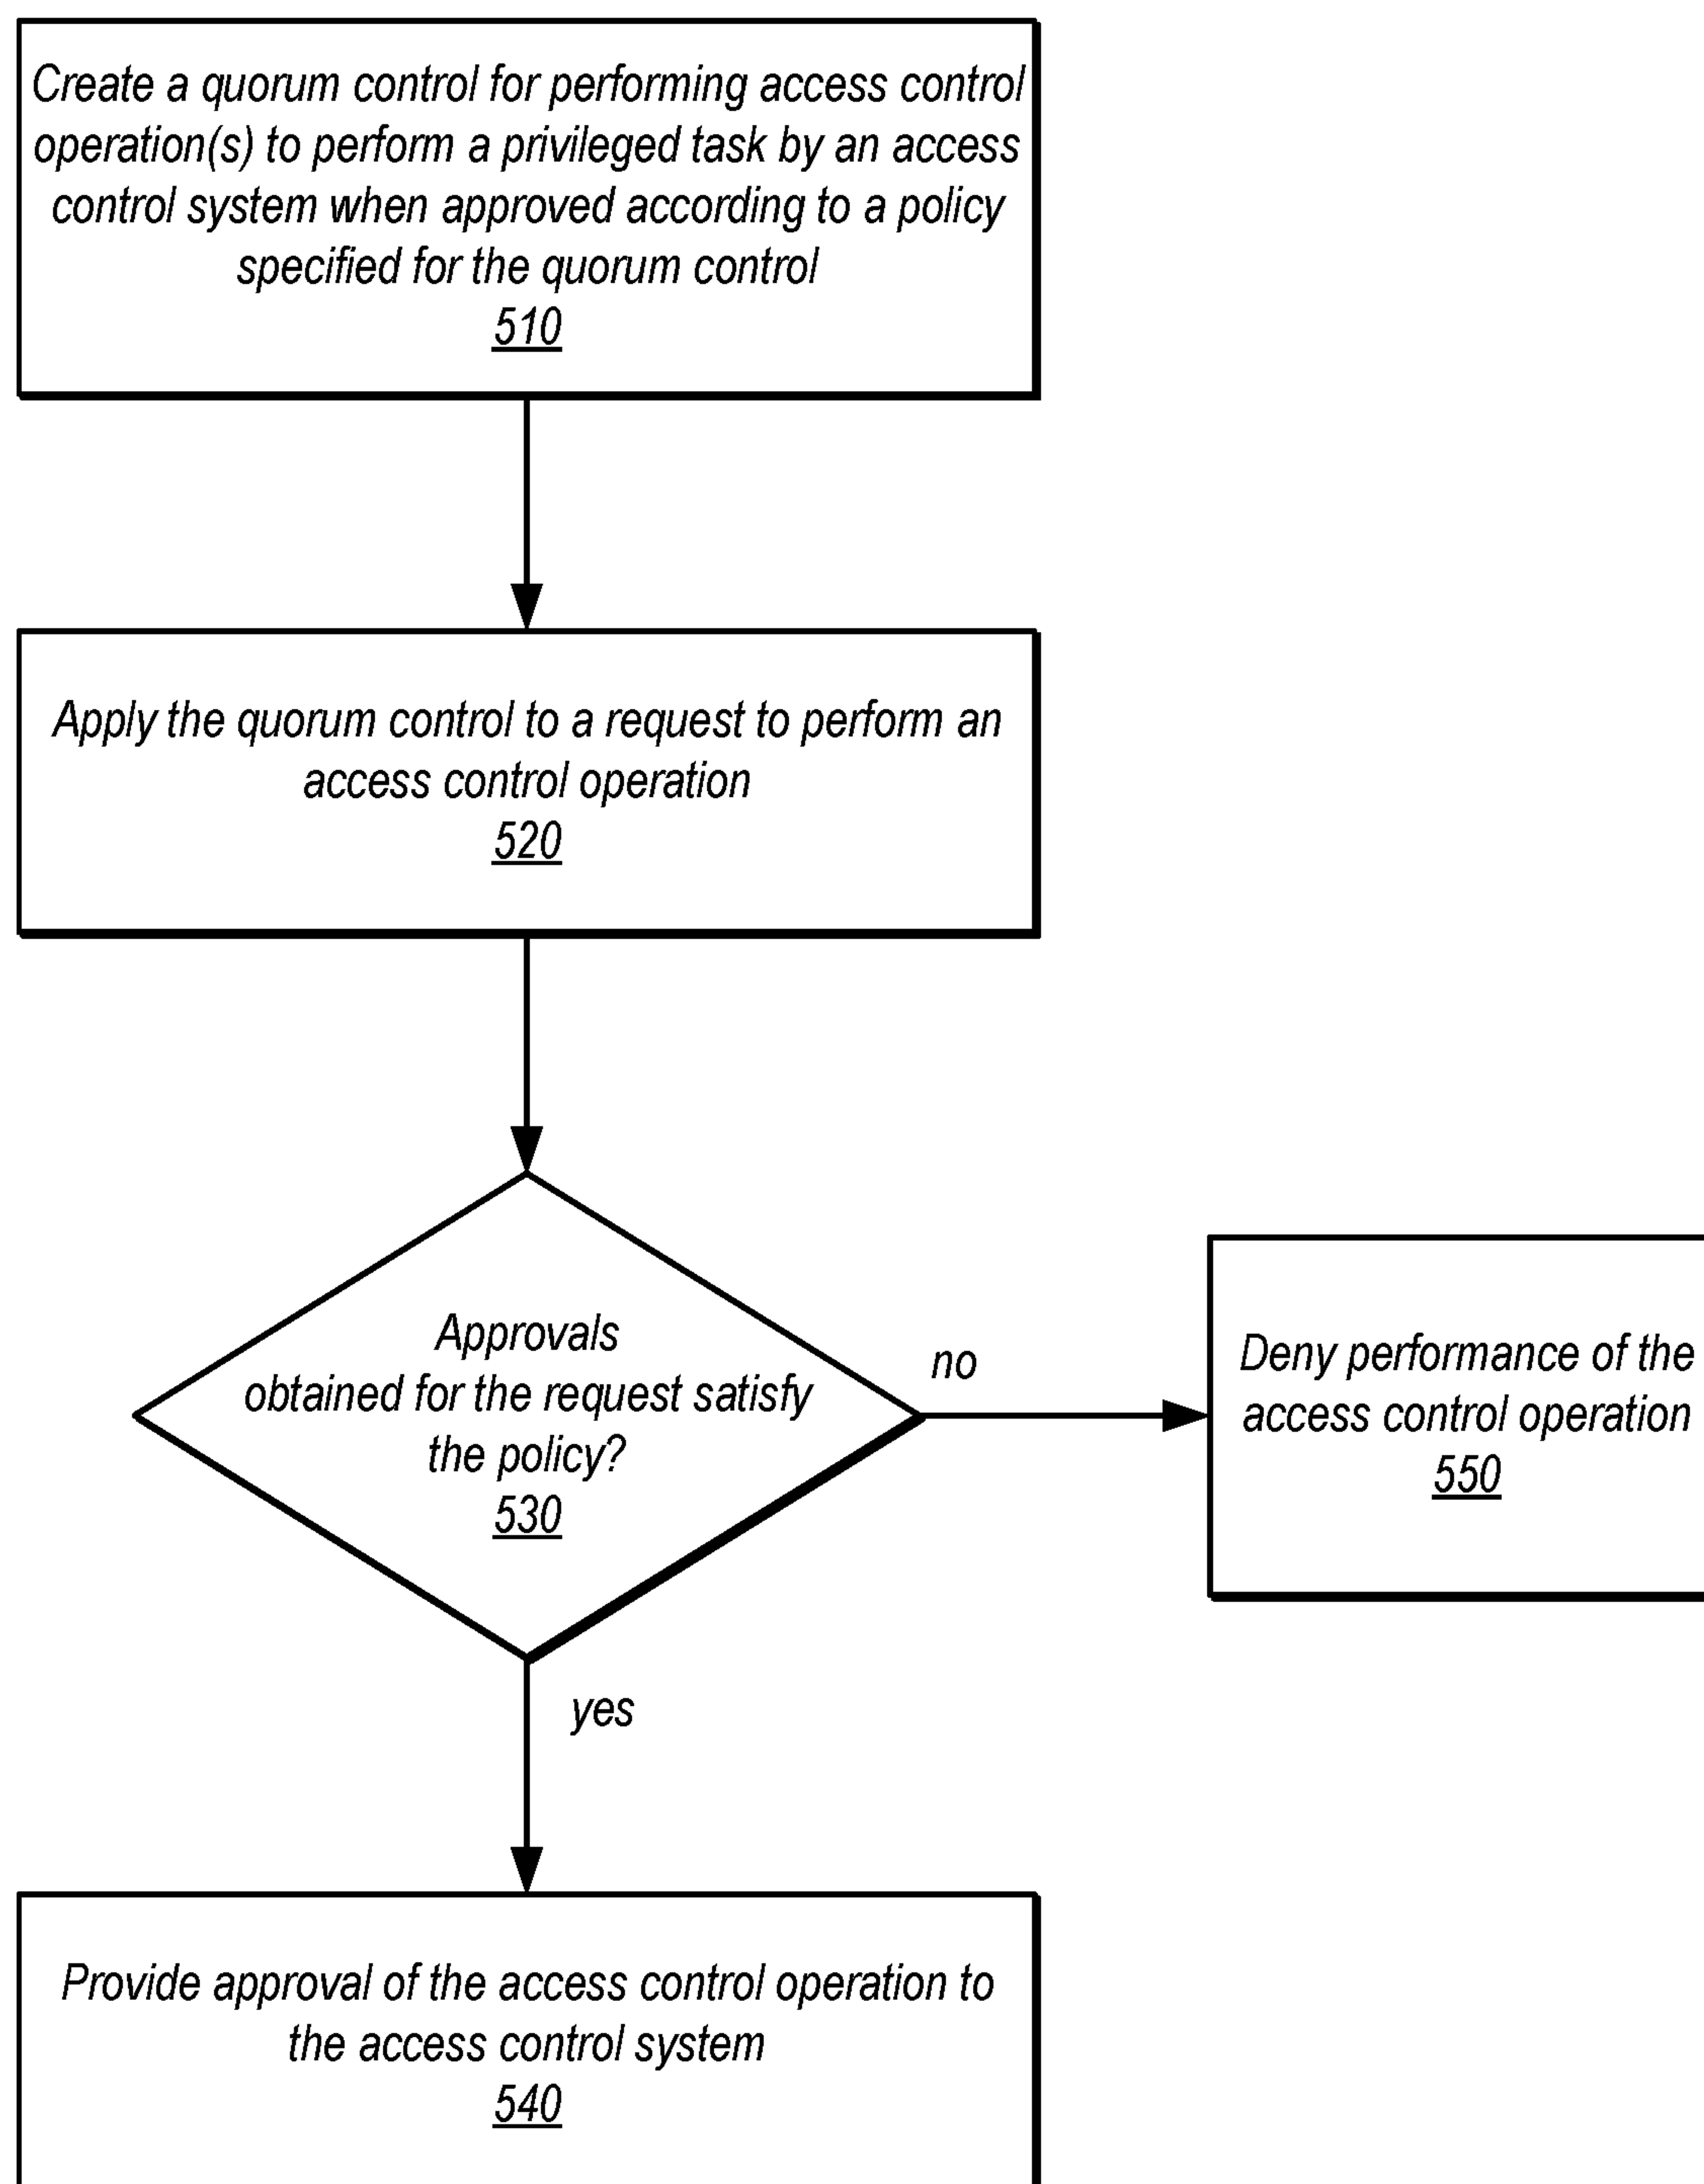 Create a quorum control for performing access control
operation(s) to perform a privileged task by an access
control system when approved according to a policy
specified for the quorum control
510
Apply the quorum control to a request to perform an
access control operation
520
Approvals
obtained for the request satisfy
the policy?
530
no
Deny performance of the
access control operation
550
yes
Provide approval of the access control operation to
the access control system
540